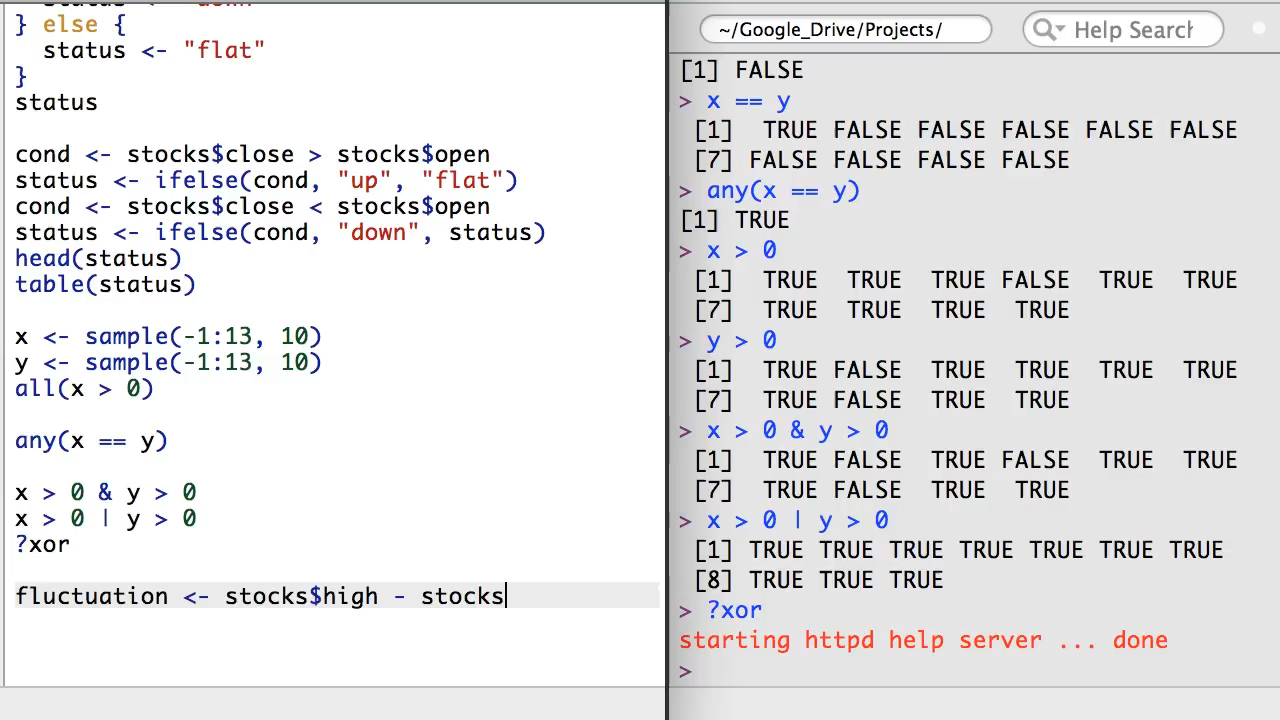 } else {
status <- "flat"
}
status
cond <- stocks$close > stocks$open
status <- ifelse(cond, "up", "flat")
cond <- stocks$close < stocks$open
status <- ifelse(cond, "down", status)
head(status)
table(status)
x <- sample(-1:13, 10)
y <- sample(-1:13, 10)
all(x > 0)
any(x == y)
x > 0 & y > 0
x > 0 | y > 0
?xor
fluctuation <- stocks$high - stocks
~/Google_Drive/Projects/
Help Search
[1] FALSE
> x == y
[1] TRUE FALSE FALSE FALSE FALSE FALSE
[7] FALSE FALSE FALSE FALSE
> any(x == y)
[1] TRUE
> x > 0
[1] TRUE TRUE TRUE FALSE TRUE TRUE
[7] TRUE TRUE TRUE TRUE
> y > 0
[1] TRUE FALSE TRUE TRUE TRUE TRUE
[7] TRUE FALSE TRUE TRUE
> x > 0 & y > 0
[1] TRUE FALSE TRUE FALSE TRUE TRUE
[7] TRUE FALSE TRUE TRUE
> x > 0 | y > 0
[1] TRUE TRUE TRUE TRUE TRUE TRUE TRUE
[8] TRUE TRUE TRUE
> ?xor
starting httpd help server ... done
>